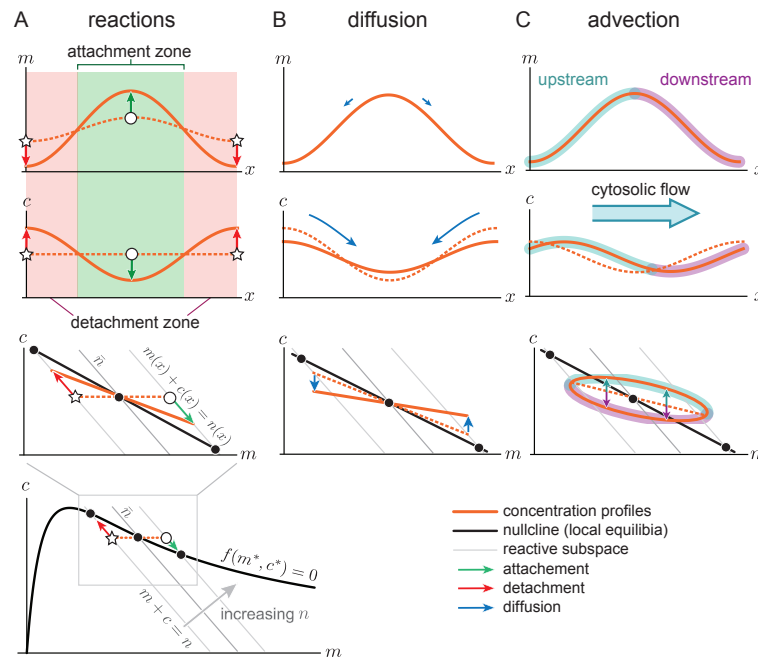 A reactions
B diffusion
C advection
attachment zone
m
m
m
upstream
downstream
x
x
x
c
c
c
cytosolic flow
x
x
x
detachment zone
c
n̄
m(x) + c(x) = n(x)
m
c
m
c
m
c
n̄
f(m*, c*) = 0
m + c = n
increasing n
m
concentration profiles
nullcline (local equilibia)
reactive subspace
attachement
detachment
diffusion